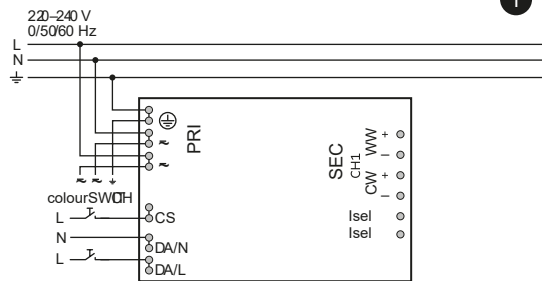 1
220–240 V
0/50/60 Hz
L
N
PRI
SEC
CH1
WW + –
CW + –
Isel
Isel
colourSWITCH
L CS
N DA/N
L DA/L